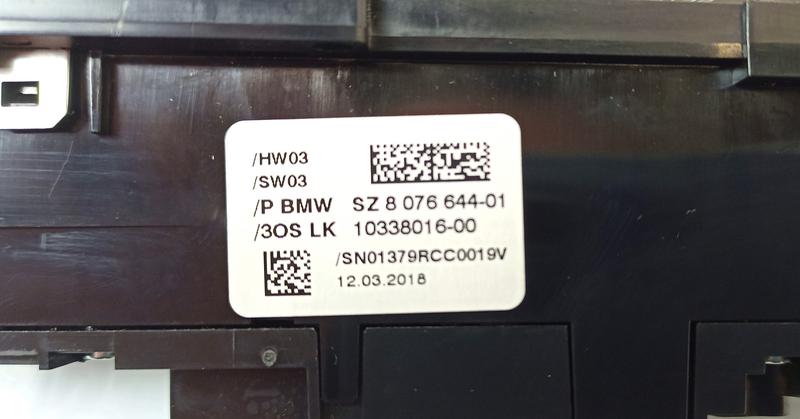 /HW03
/SW03
/P BMW SZ 8 076 644-01
/3OS LK 10338016-00
/SN01379RCC0019V
12.03.2018